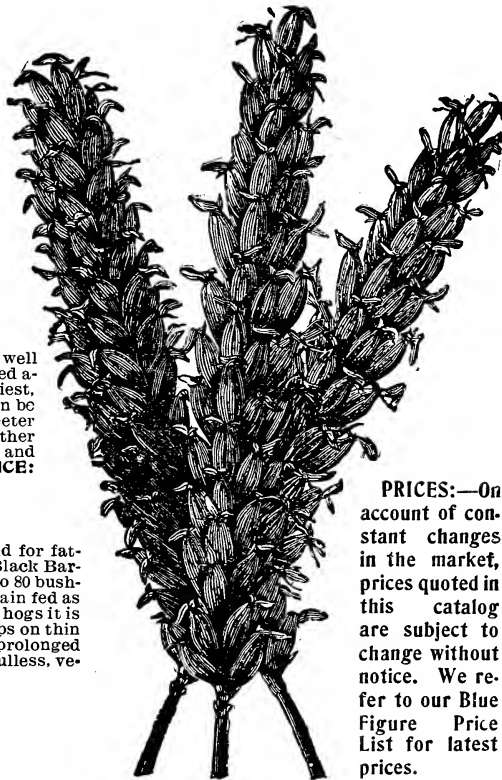 well
ed a-
iest,
n be
eeter
ther
and
ICE:
d for fat-
Black Bar-
o 80 bush-
ain fed as
hogs it is
ps on thin
prolonged
ulless, ve-
PRICES:—On
account of con-
stant changes
in the market,
prices quoted in
this catalog
are subject to
change without
notice. We re-
fer to our Blue
Figure Price
List for latest
prices.